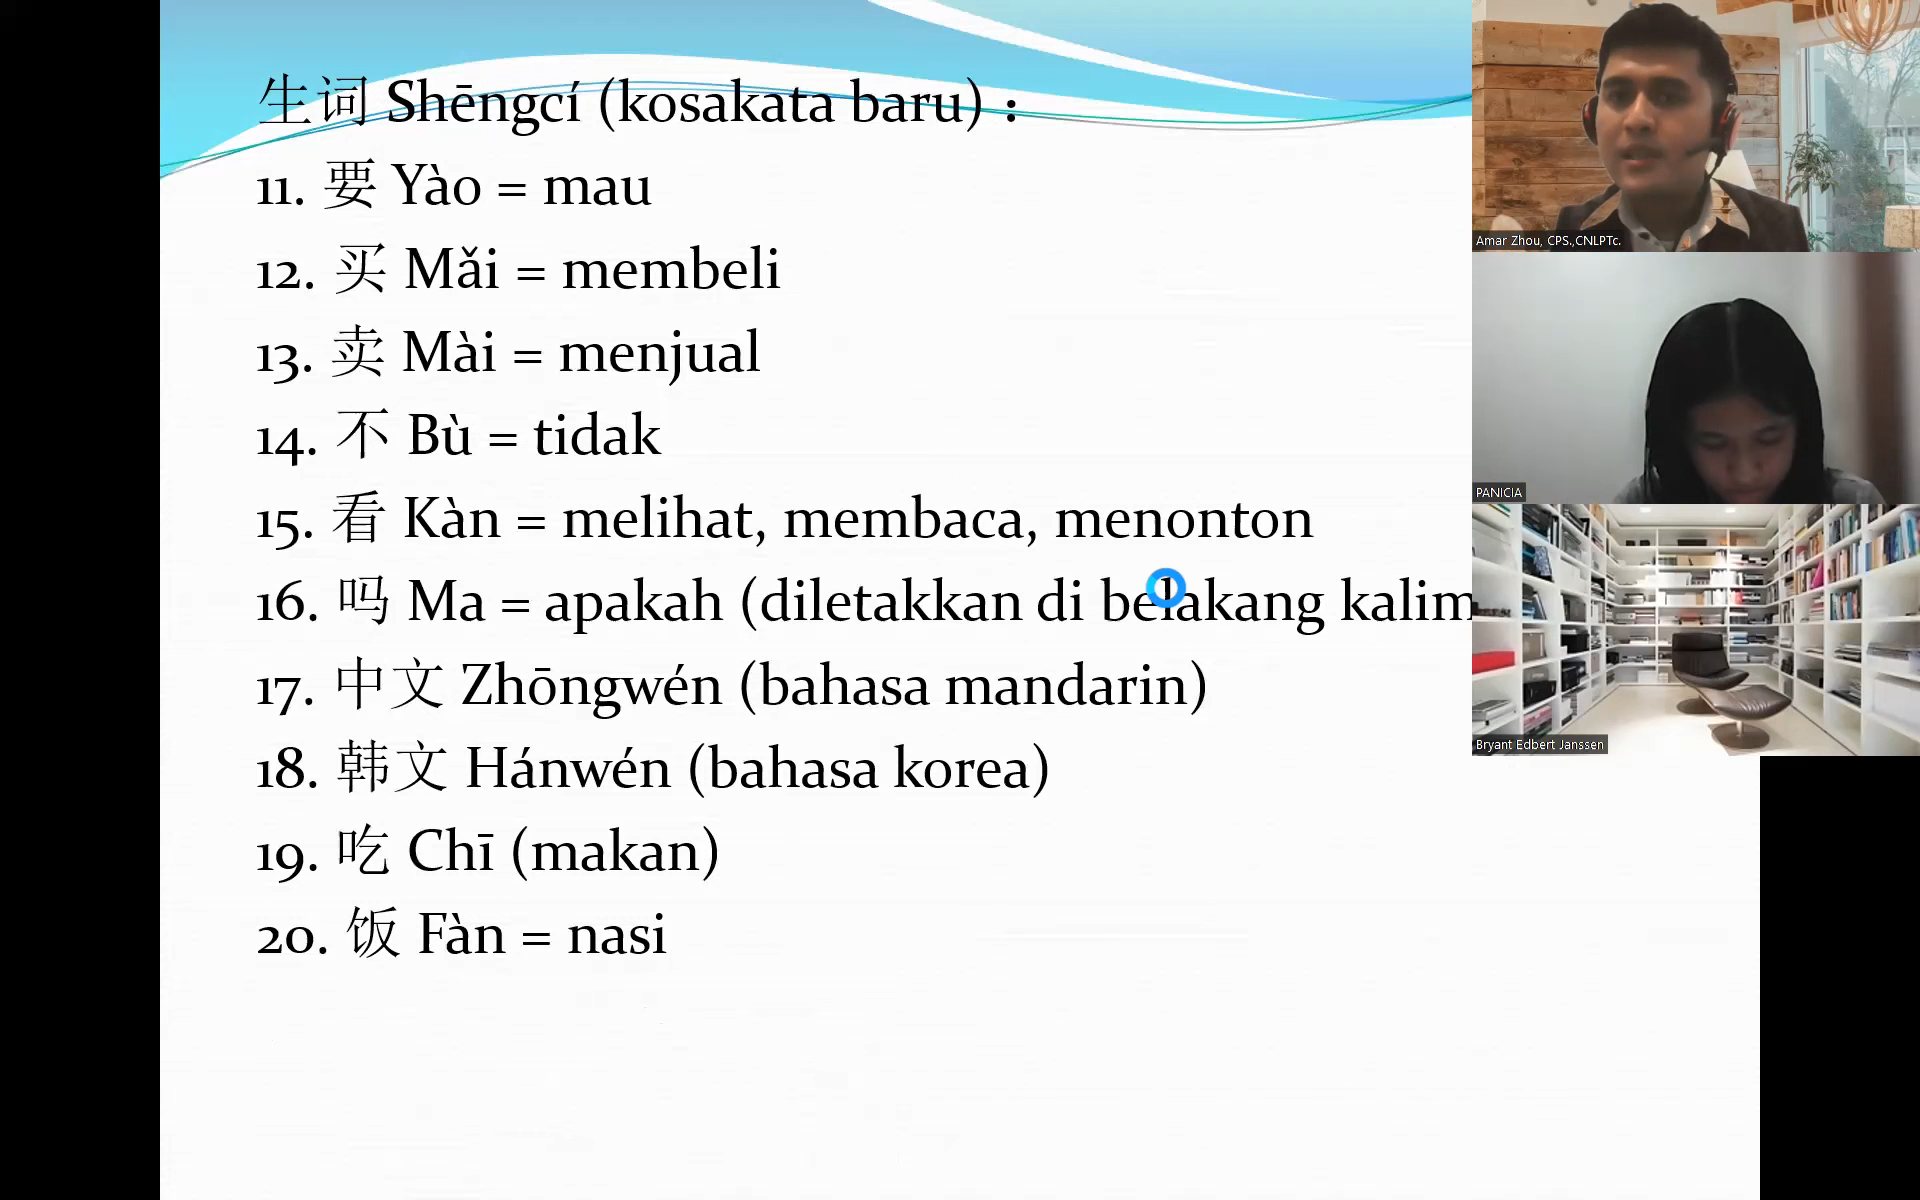 生词 Shēngcí (kosakata baru) :
11. 要 Yào = mau
12. 买 Mǎi = membeli
13. 卖 Mài = menjual
14. 不 Bù = tidak
15. 看 Kàn = melihat, membaca, menonton
16. 吗 Ma = apakah (diletakkan di belakang
17. 中文 Zhōngwén (bahasa mandarin)
18. 韩文 Hánwén (bahasa korea)
19. 吃 Chī (makan)
20. 饭 Fàn = nasi
Amar Zhou, CPS.,CNLPTc.
PANICIA
Bryant Edbert Janssen